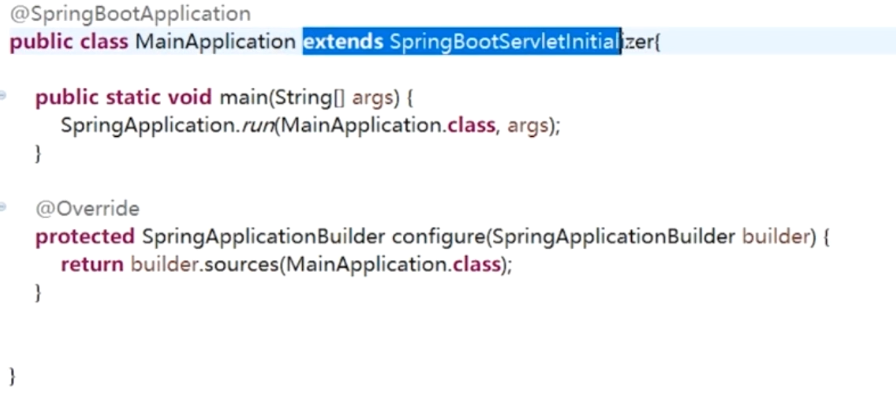 @SpringBootApplication
public class MainApplication extends SpringBootServletInitializer{
public static void main(String[] args) {
SpringApplication.run(MainApplication.class, args);
}
@Override
protected SpringApplicationBuilder configure(SpringApplicationBuilder builder) {
return builder.sources(MainApplication.class);
}
}